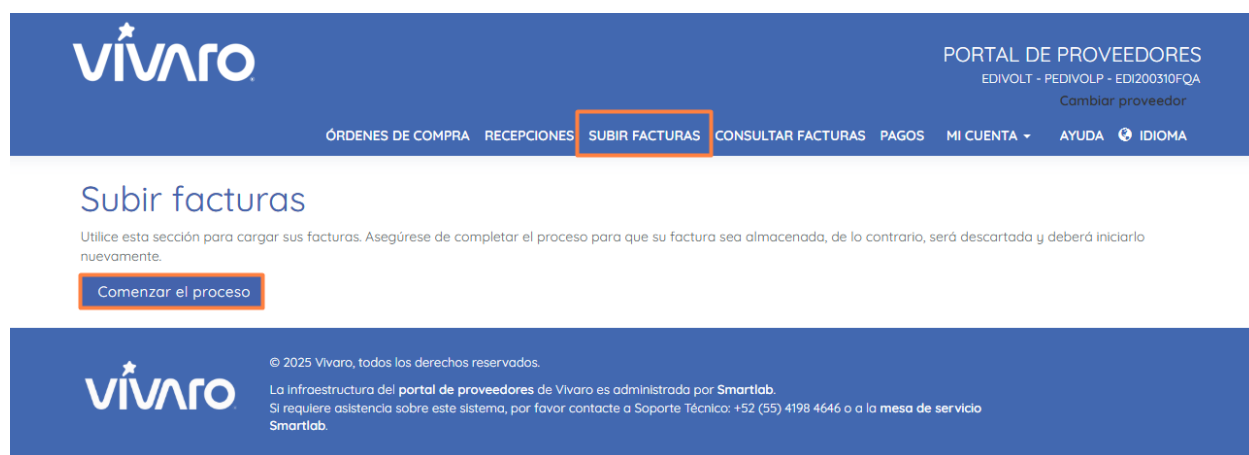 vívaro
PORTAL DE PROVEEDORES
EDIVOLT - PEDIVOLP - EDI200310FQA
Cambiar proveedor
ÓRDENES DE COMPRA RECEPCIONES SUBIR FACTURAS CONSULTAR FACTURAS PAGOS MI CUENTA AYUDA IDIOMA
Subir facturas
Utilice esta sección para cargar sus facturas. Asegúrese de completar el proceso para que su factura sea almacenada, de lo contrario, será descartada y deberá iniciarlo
nuevamente.
Comenzar el proceso
vívaro
© 2025 Vivaro, todos los derechos reservados.
La infraestructura del portal de proveedores de Vivaro es administrada por Smartlab.
Si requiere asistencia sobre este sistema, por favor contacte a Soporte Técnico: +52 (55) 4198 4646 o a la mesa de servicio
Smartlab.